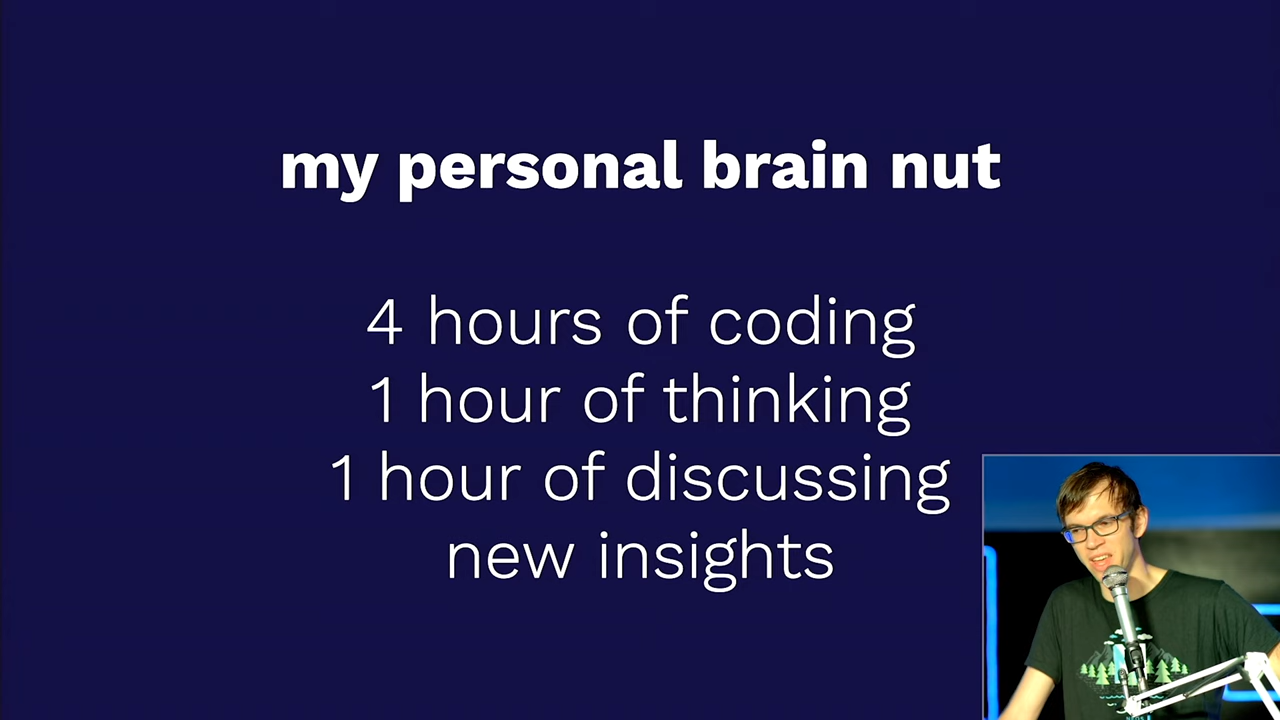 my personal brain nut
4 hours of coding
1 hour of thinking
1 hour of discussing
new insights